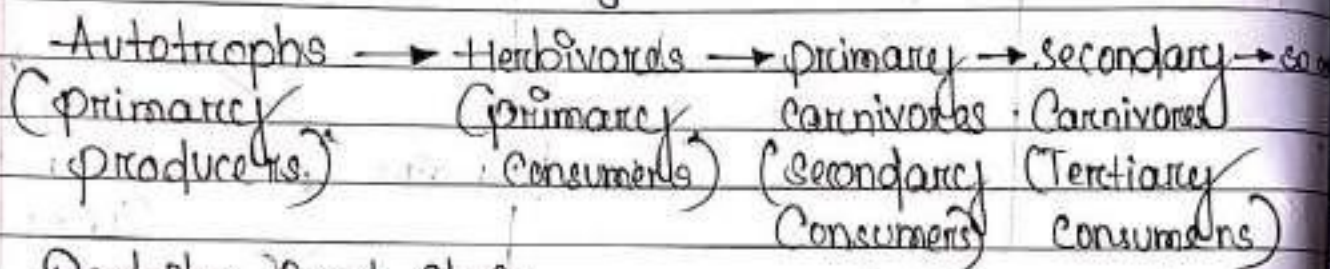 Autotrophs → Herbivores → primary → secondary →
(primary (primary carnivores Carnivores
producers.) consumers) (secondary (Tertiary
consumers) consumers)